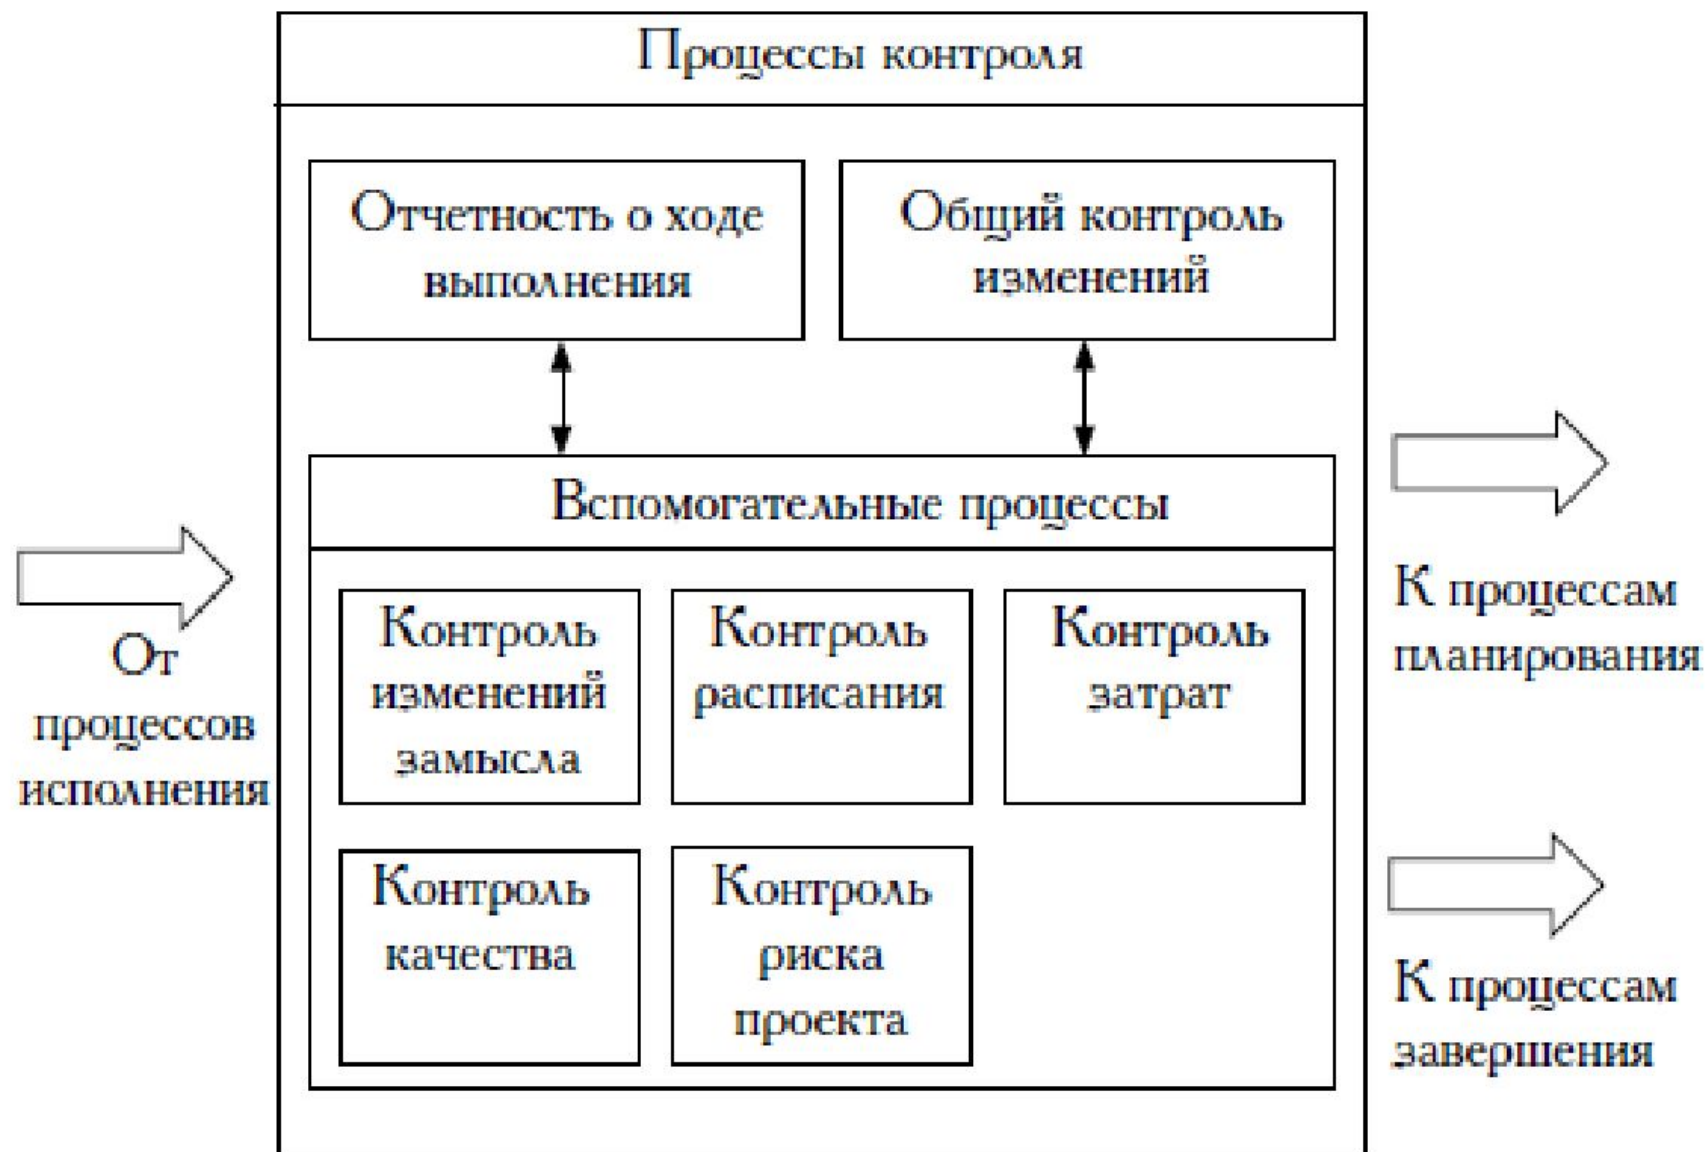 Процессы контроля
Отчетность о ходе
выполнения
Общий контроль
изменений
Вспомогательные процессы
От
процессов
исполнения
Контроль
изменений
замысла
Контроль
расписания
Контроль
затрат
Контроль
качества
Контроль
риска
проекта
К процессам
планирования
К процессам
завершения